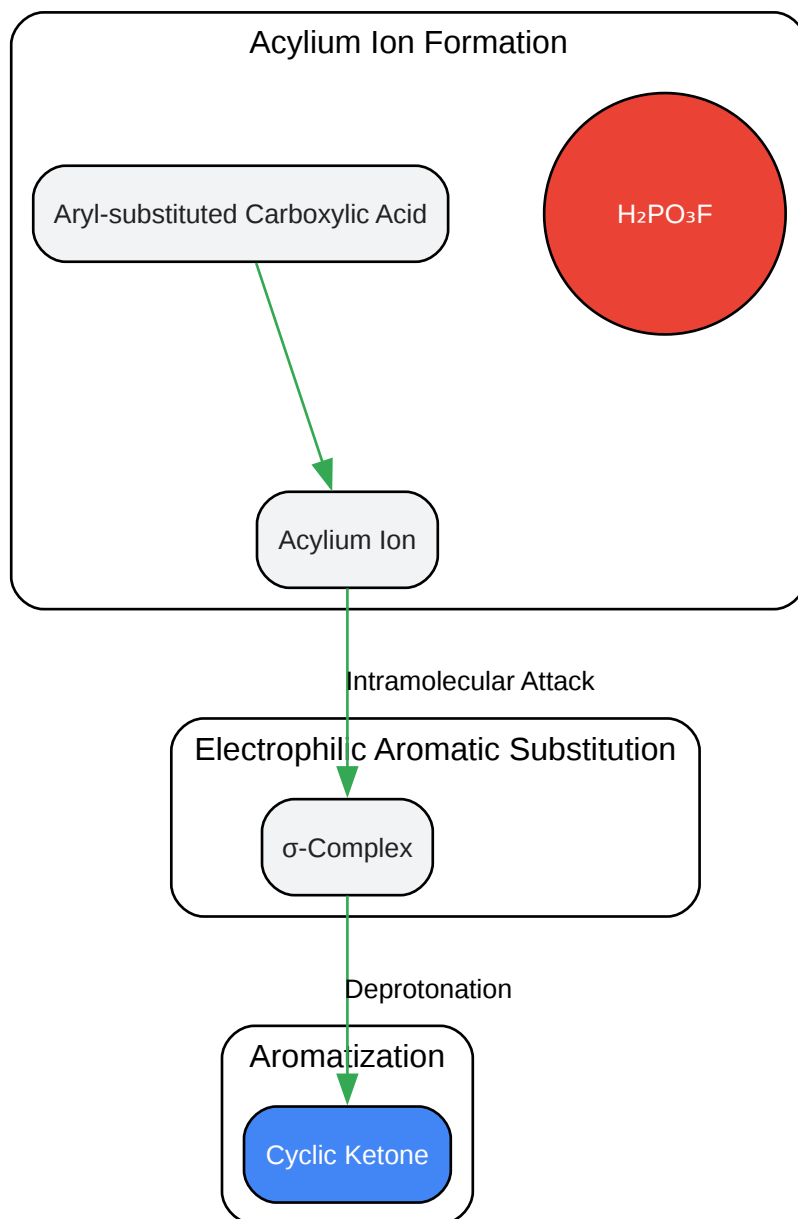 Acylium Ion Formation
Aryl-substituted Carboxylic Acid
H₂PO₃F
Acylium Ion
Intramolecular Attack
Electrophilic Aromatic Substitution
σ-Complex
Deprotonation
Aromatization
Cyclic Ketone